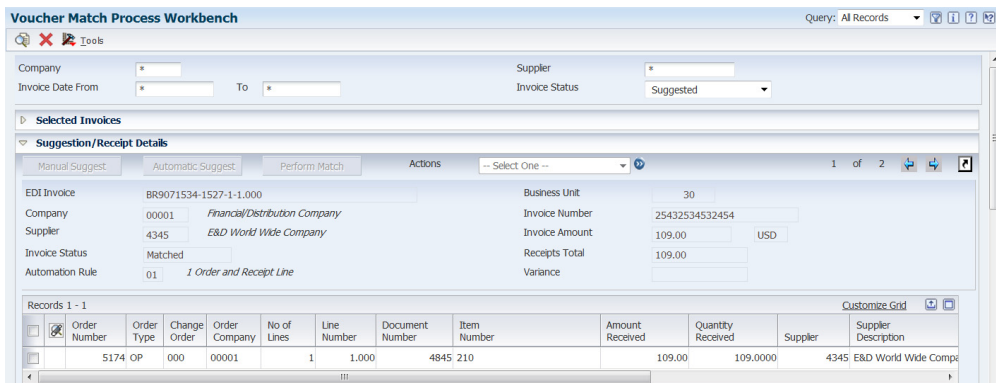 Voucher Match Process Workbench Query: All Records
Tools
Company * Supplier *
Invoice Date From * To * Invoice Status Suggested
Selected Invoices
Suggestion/Receipt Details
Manual Suggest Automatic Suggest Perform Match Actions -- Select One -- 1 of 2
EDI Invoice BR9071534-1527-1-1.000 Business Unit 30
Company 00001 Financial/Distribution Company Invoice Number 25432534532454
Supplier 4345 E&D World Wide Company Invoice Amount 109.00 USD
Invoice Status Matched Receipts Total 109.00
Automation Rule 01 1 Order and Receipt Line Variance
Records 1 - 1 Customize Grid
Order Number Order Type Change Order Order Company No of Lines Line Number Document Number Item Number Amount Received Quantity Received Supplier Supplier Description
5174 OP 000 00001 1 1.000 4845 210 109.00 109.0000 4345 E&D World Wide Compa